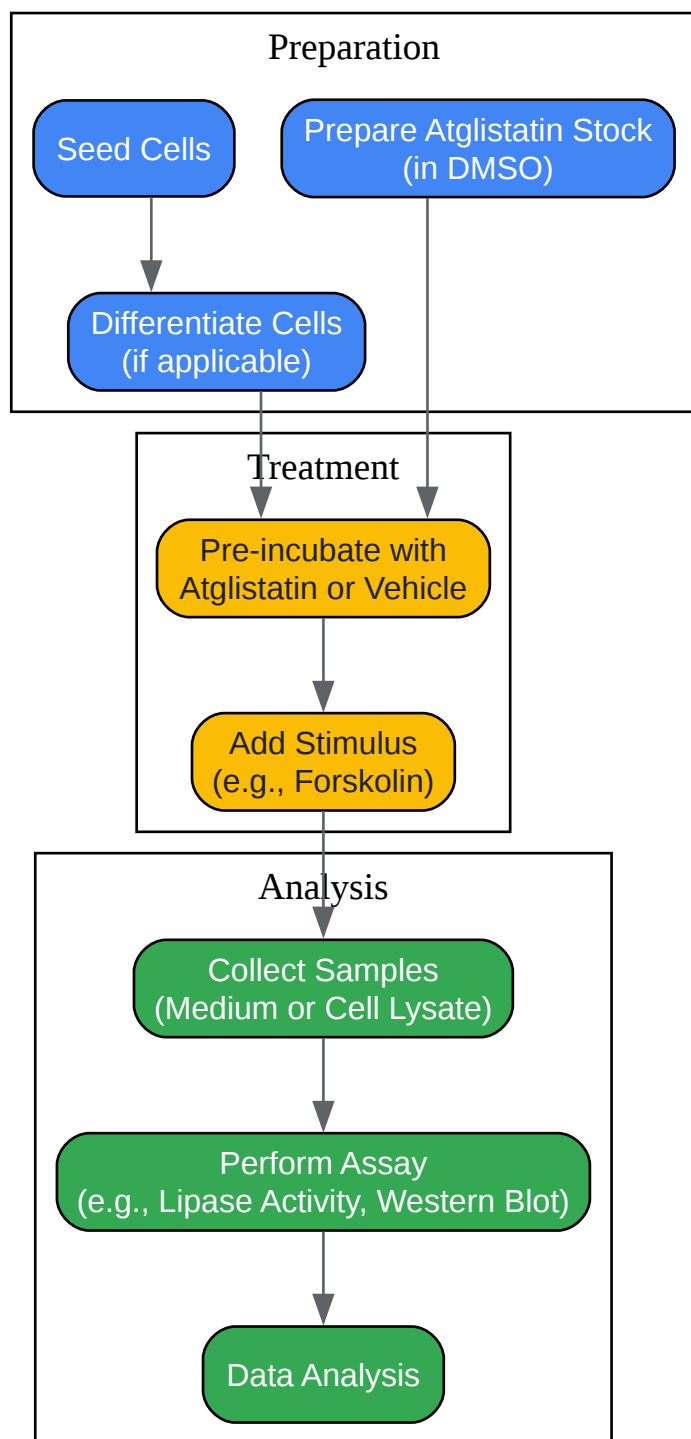 Preparation
Seed Cells
Prepare Atglistatin Stock
(in DMSO)
Differentiate Cells
(if applicable)
Treatment
Pre-incubate with
Atglistatin or Vehicle
Add Stimulus
(e.g., Forskolin)
Analysis
Collect Samples
(Medium or Cell Lysate)
Perform Assay
(e.g., Lipase Activity, Western Blot)
Data Analysis